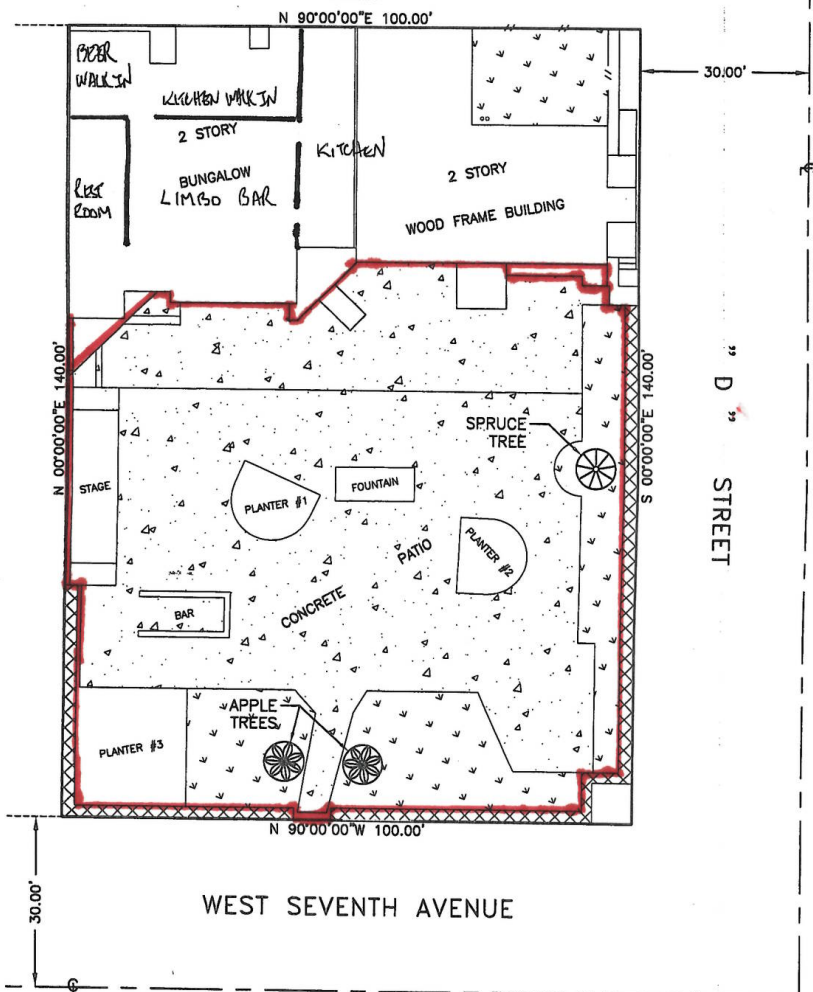 N 90°00'00"E 100.00'
BEER
WALK IN
KITCHEN WALK IN
30.00'
2 STORY
BUNGALOW
LIMBO BAR
KITCHEN
REST
ROOM
2 STORY
WOOD FRAME BUILDING
N 00°00'00"E 140.00'
S 00°00'00"E 140.00'
" D " STREET
SPRUCE
TREE
STAGE
PLANTER #1
FOUNTAIN
PLANTER #2
CONCRETE PATIO
BAR
APPLE
TREES
PLANTER #3
N 90°00'00"W 100.00'
30.00'
WEST SEVENTH AVENUE